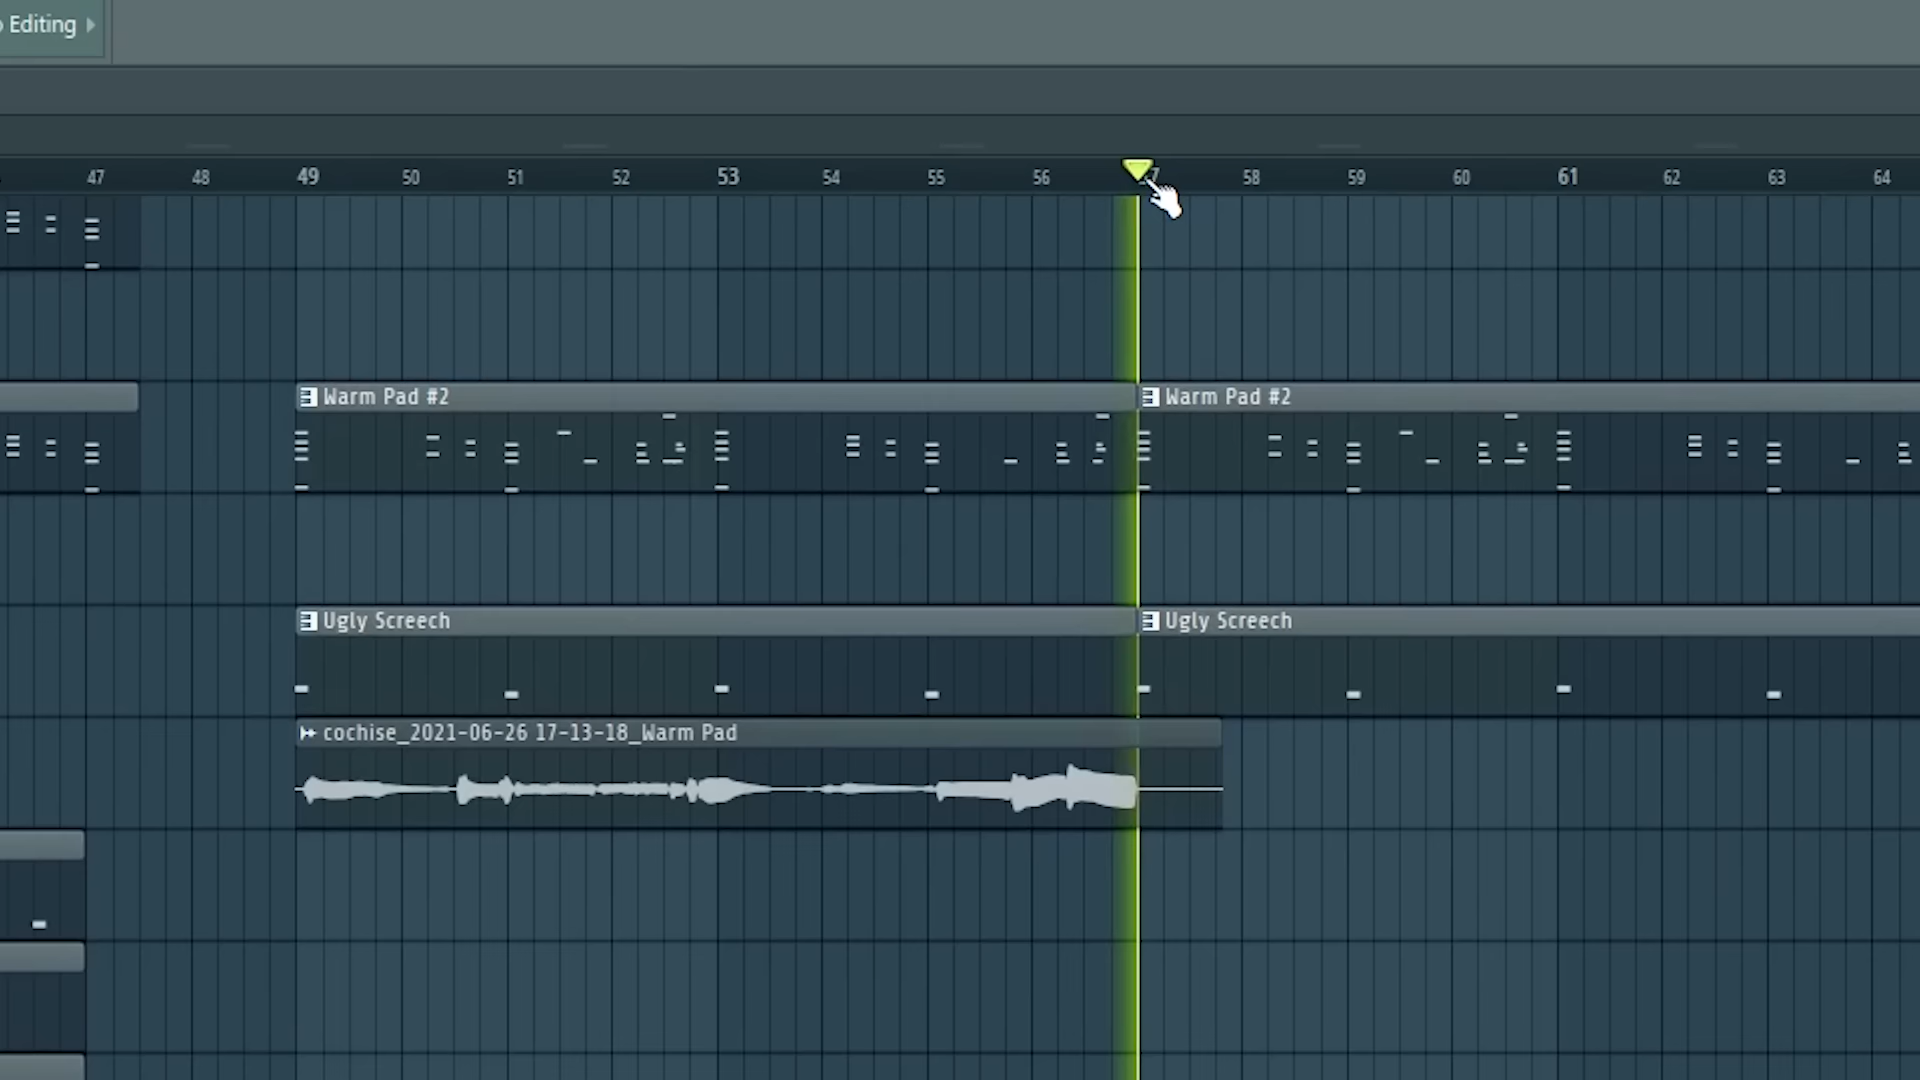 Editing
47 48 49 50 51 52 53 54 55 56 7 58 59 60 61 62 63 64
Warm Pad #2 Warm Pad #2
Ugly Screech Ugly Screech
cochise_2021-06-26 17-13-18_Warm Pad